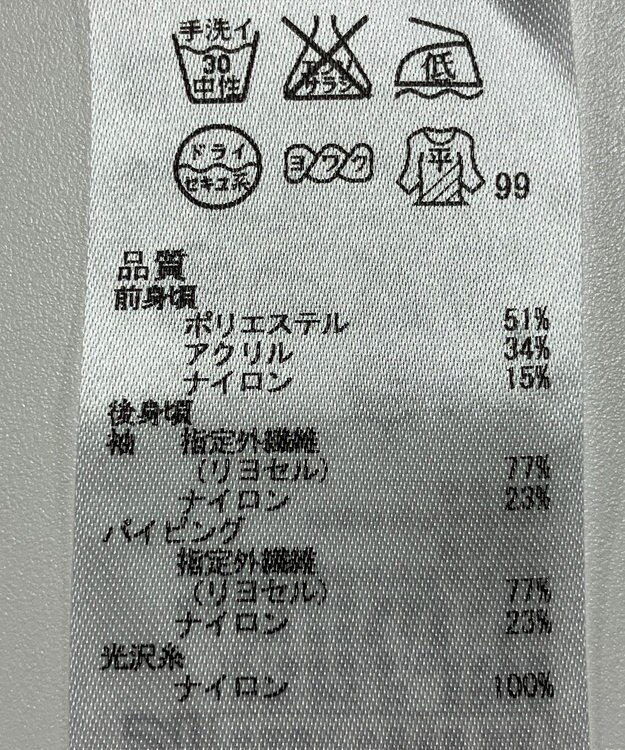 手洗イ
30
中性
エンソ
サラシ
低
ドライ
セキユ系
ヨワク
平
99
品質
前身頃
ポリエステル 51%
アクリル 34%
ナイロン 15%
後身頃
袖 指定外繊維
(リヨセル) 77%
ナイロン 23%
パイピング
指定外繊維
(リヨセル) 77%
ナイロン 23%
光沢糸
ナイロン 100%